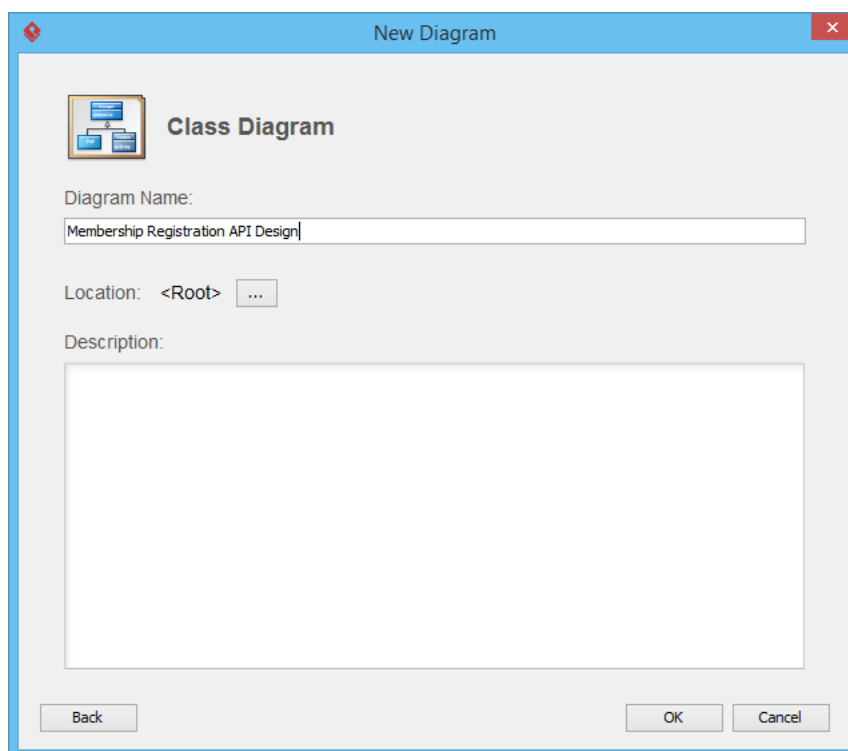 New Diagram
Class Diagram
Diagram Name:
Membership Registration API Design
Location: <Root> ...
Description:
Back OK Cancel